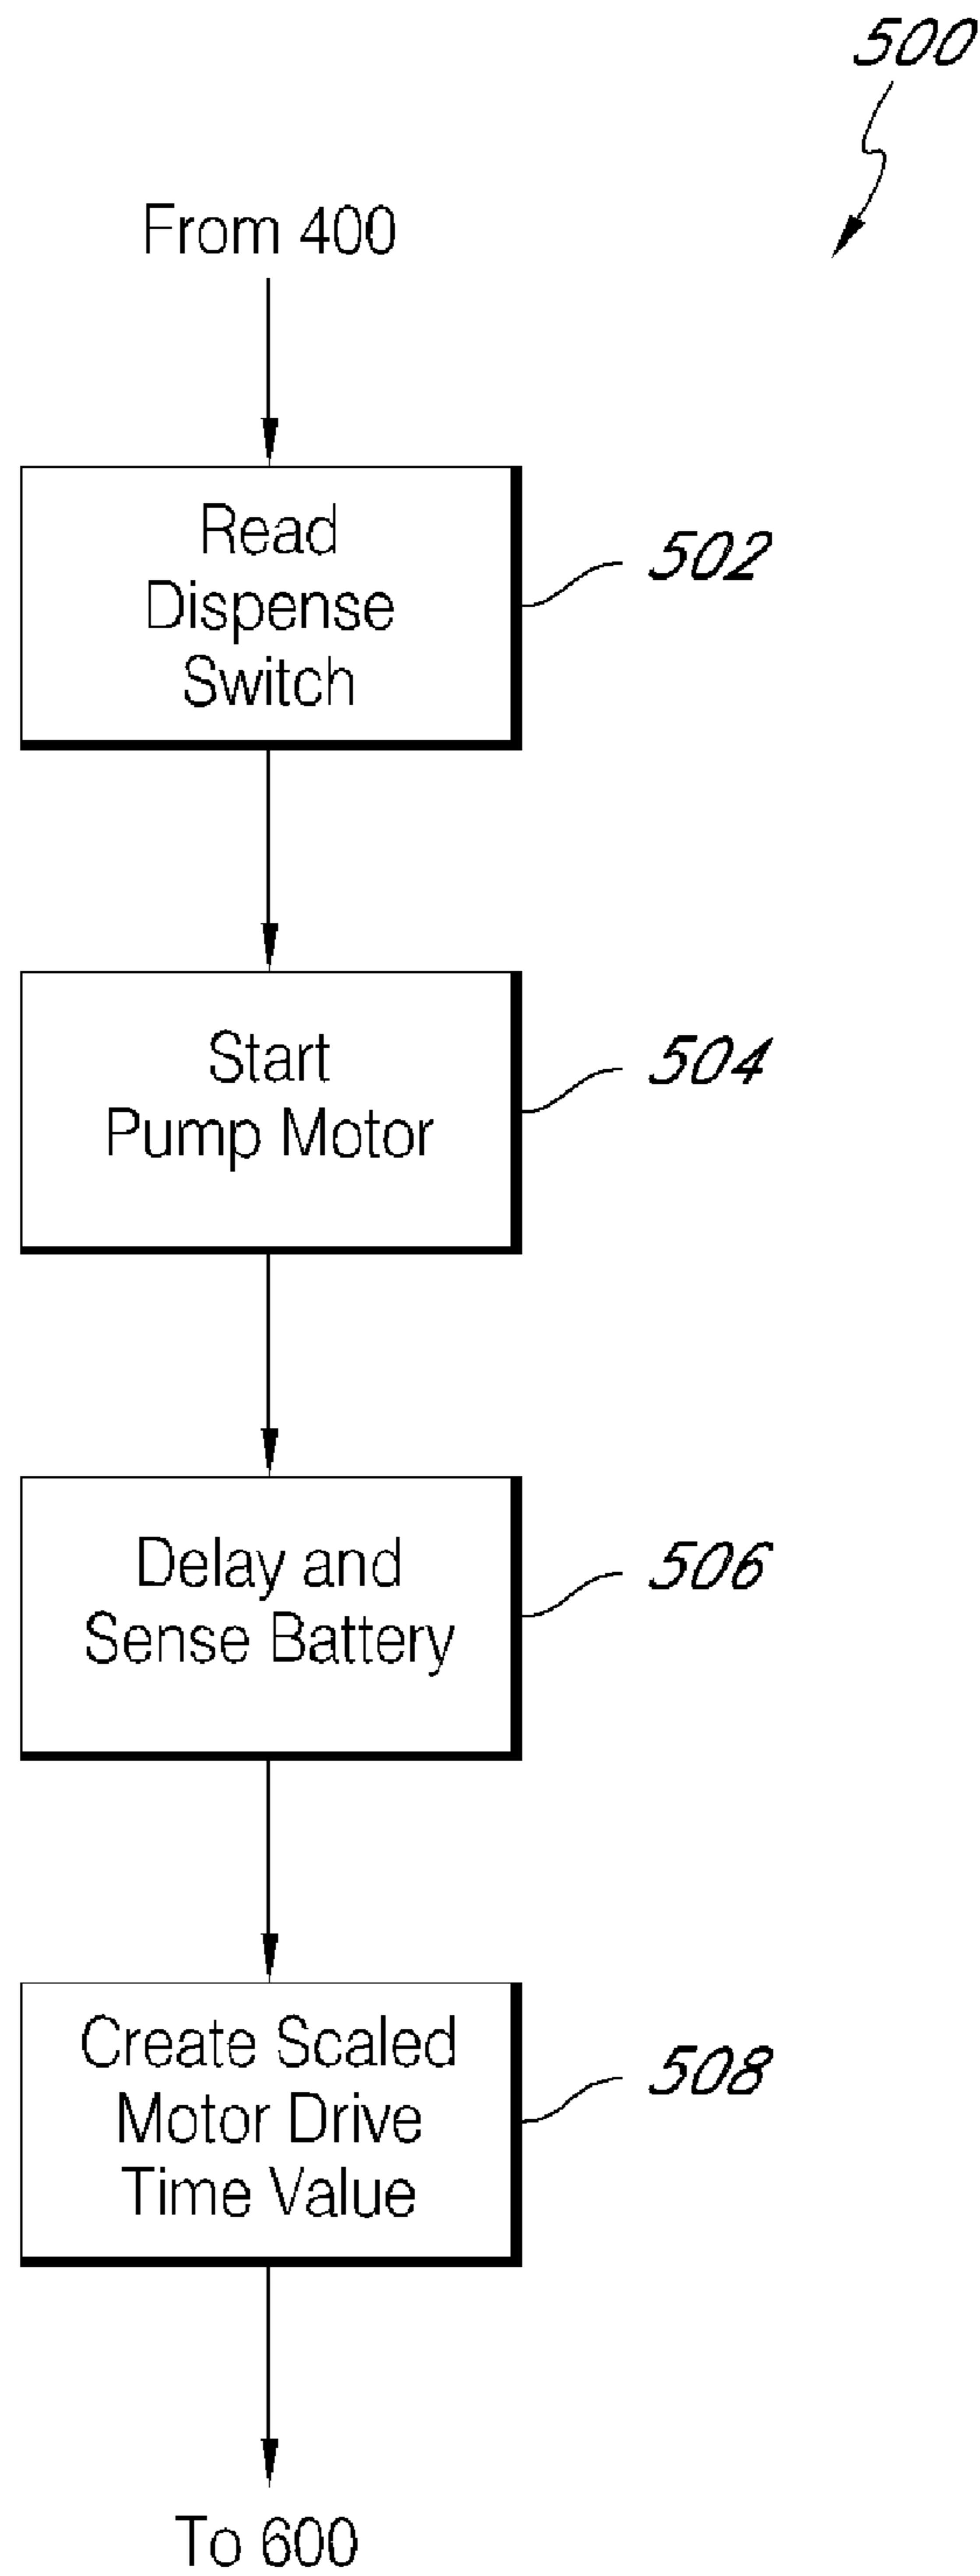 500
From 400
Read
Dispense
Switch
502
Start
Pump Motor
504
Delay and
Sense Battery
506
Create Scaled
Motor Drive
Time Value
508
To 600